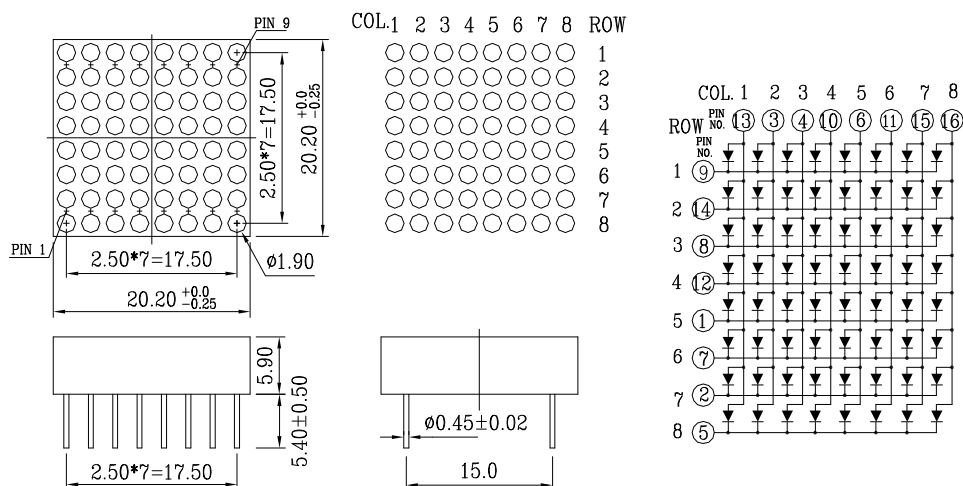 PIN 9
2.50*7=17.50
20.20 +0.0 -0.25
PIN 1
2.50*7=17.50
ø1.90
20.20 +0.0 -0.25
COL. 1 2 3 4 5 6 7 8 ROW
1
2
3
4
5
6
7
8
5.90
5.40±0.50
2.50*7=17.50
ø0.45±0.02
15.0
COL. 1 2 3 4 5 6 7 8
ROW PIN NO. 13 3 4 10 6 11 15 16
PIN NO.
1 9
2 14
3 8
4 12
5 1
6 7
7 2
8 5